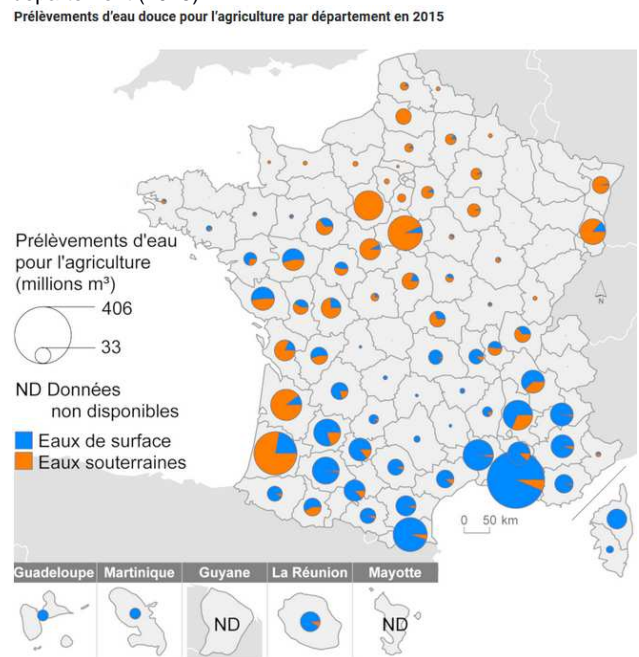 Prélèvements d'eau douce pour l'agriculture par département en 2015
Prélèvements d'eau
pour l'agriculture
(millions m³)
406
33
ND Données
non disponibles
Eaux de surface
Eaux souterraines
N
0 50 km
Guadeloupe Martinique Guyane La Réunion Mayotte
ND ND